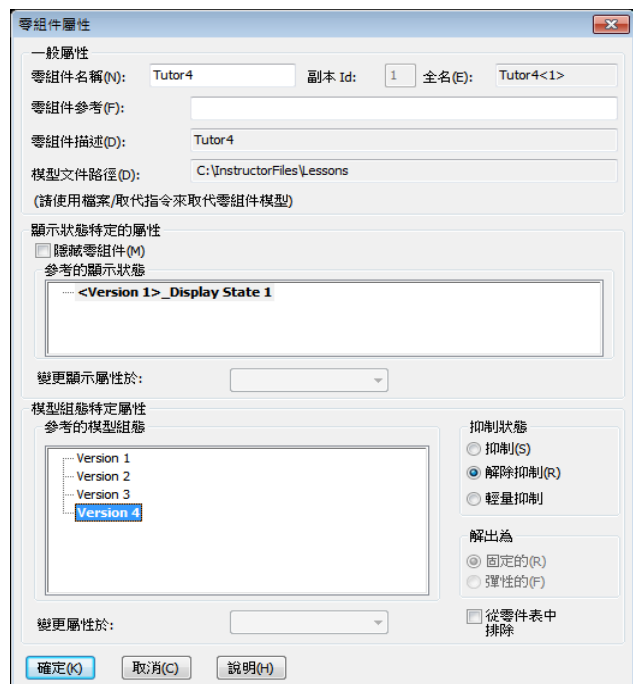 零組件屬性
一般屬性
零組件名稱(N): Tutor4 副本 Id: 1 全名(E): Tutor4<1>
零組件參考(F):
零組件描述(D): Tutor4
模型文件路徑(D): C:\InstructorFiles\Lessons
(請使用檔案/取代指令來取代零組件模型)
顯示狀態特定的屬性
隱藏零組件(M)
參考的顯示狀態
<Version 1>_Display State 1
變更顯示屬性於:
模型組態特定屬性
參考的模型組態
Version 1
Version 2
Version 3
Version 4
變更屬性於:
抑制狀態
抑制(S)
解除抑制(R)
輕量抑制
解出為
固定的(R)
彈性的(F)
從零件表中
排除
確定(K) 取消(C) 說明(H)